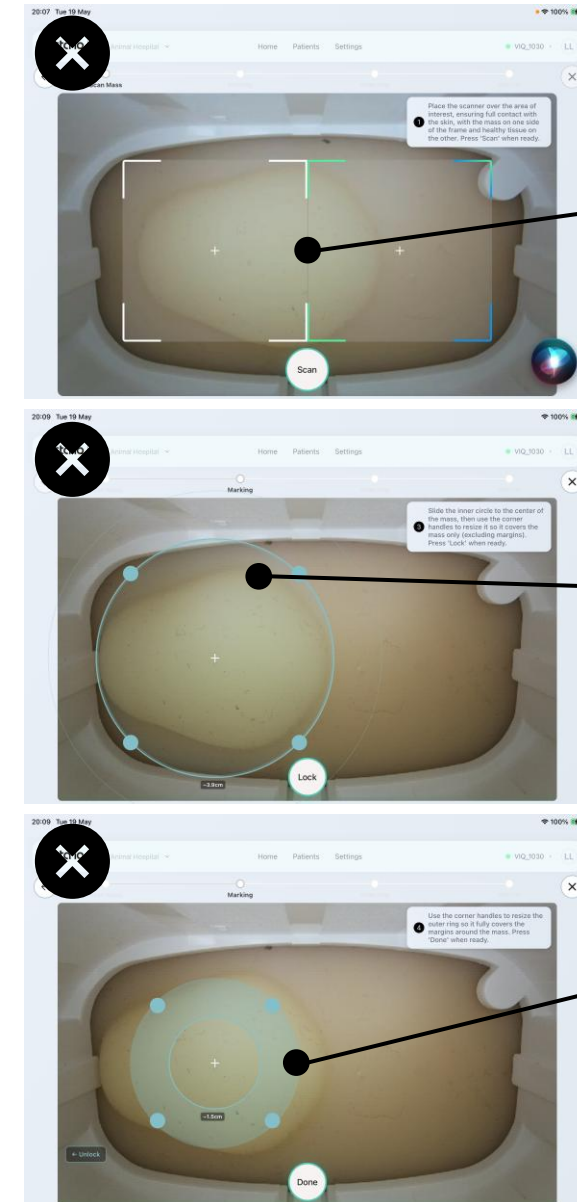 20:07 Tue 19 May
100%
Animal Hospital
Home Patients Settings
VIQ_1030
LL
Scan Mass
1 Place the scanner over the area of
interest, ensuring full contact with
the skin, with the mass on one side
of the frame and healthy tissue on
the other. Press 'Scan' when ready.
Scan
20:09 Tue 19 May
100%
Animal Hospital
Home Patients Settings
VIQ_1030
LL
Marking
3 Slide the inner circle to the center of
the mass, then use the corner
handles to resize it so it covers the
mass only (excluding margins).
Press 'Lock' when ready.
~3.8cm
Lock
20:09 Tue 19 May
100%
Animal Hospital
Home Patients Settings
VIQ_1030
LL
Marking
4 Use the corner handles to resize the
outer ring so it fully covers the
margins around the mass. Press
'Done' when ready.
~1.5cm
← Unlock
Done